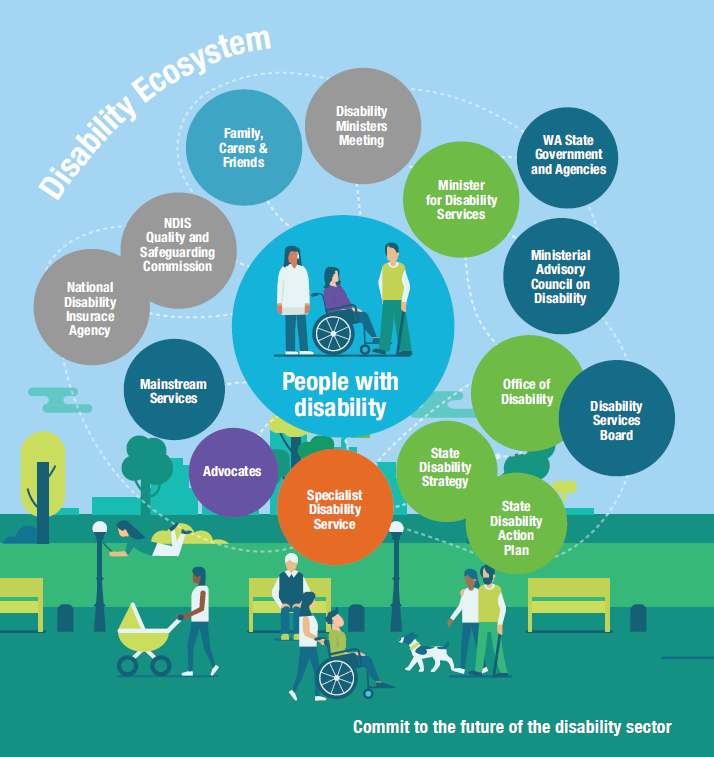 Disability Ecosystem
Family,
Carers &
Friends
Disability
Ministers
Meeting
Minister
for Disability
Services
WA State
Government
and Agencies
NDIS
Quality and
Safeguarding
Commission
National
Disability
Insurace
Agency
Ministerial
Advisory
Council on
Disability
People with
disability
Mainstream
Services
Office of
Disability
Disability
Services
Board
Advocates
Specialist
Disability
Service
State
Disability
Strategy
State
Disability
Action
Plan
Commit to the future of the disability sector